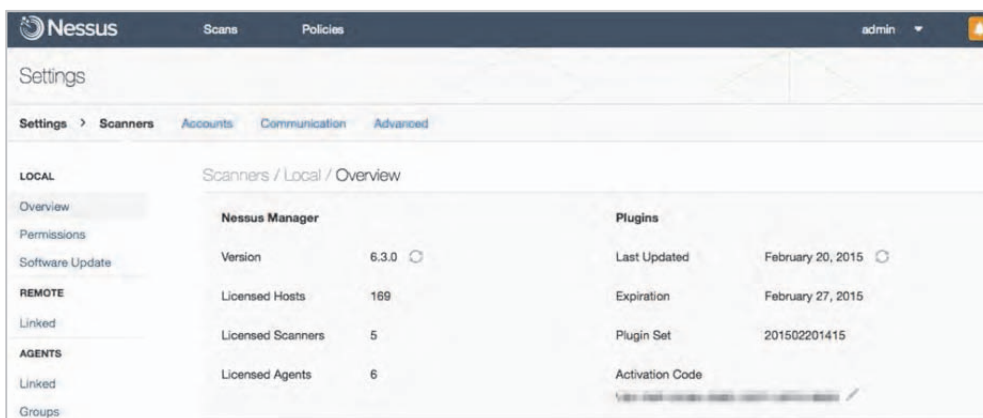 Nessus Scans Policies admin
Settings
Settings > Scanners Accounts Communication Advanced
LOCAL
Overview
Permissions
Software Update
REMOTE
Linked
AGENTS
Linked
Groups
Scanners / Local / Overview
Nessus Manager
Version 6.3.0
Licensed Hosts 169
Licensed Scanners 5
Licensed Agents 6
Plugins
Last Updated February 20, 2015
Expiration February 27, 2015
Plugin Set 201502201415
Activation Code